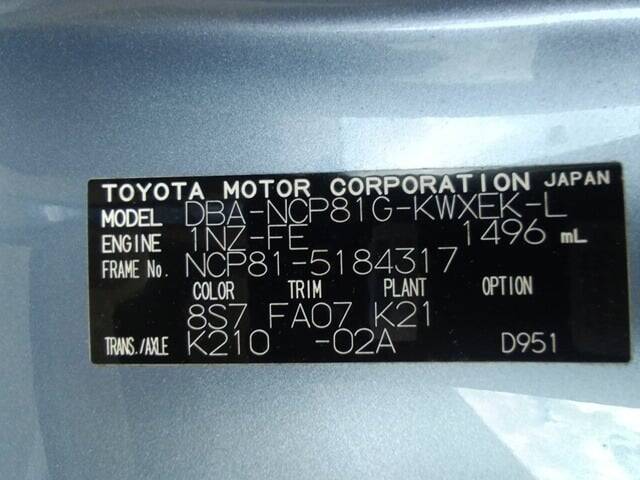 TOYOTA MOTOR CORPORATION JAPAN
MODEL DBA-NCP81G-KWXEK-L
ENGINE 1NZ-FE 1496 mL
FRAME No. NCP81-5184317
COLOR TRIM PLANT OPTION
8S7 FA07 K21
TRANS./AXLE K210 -02A D951